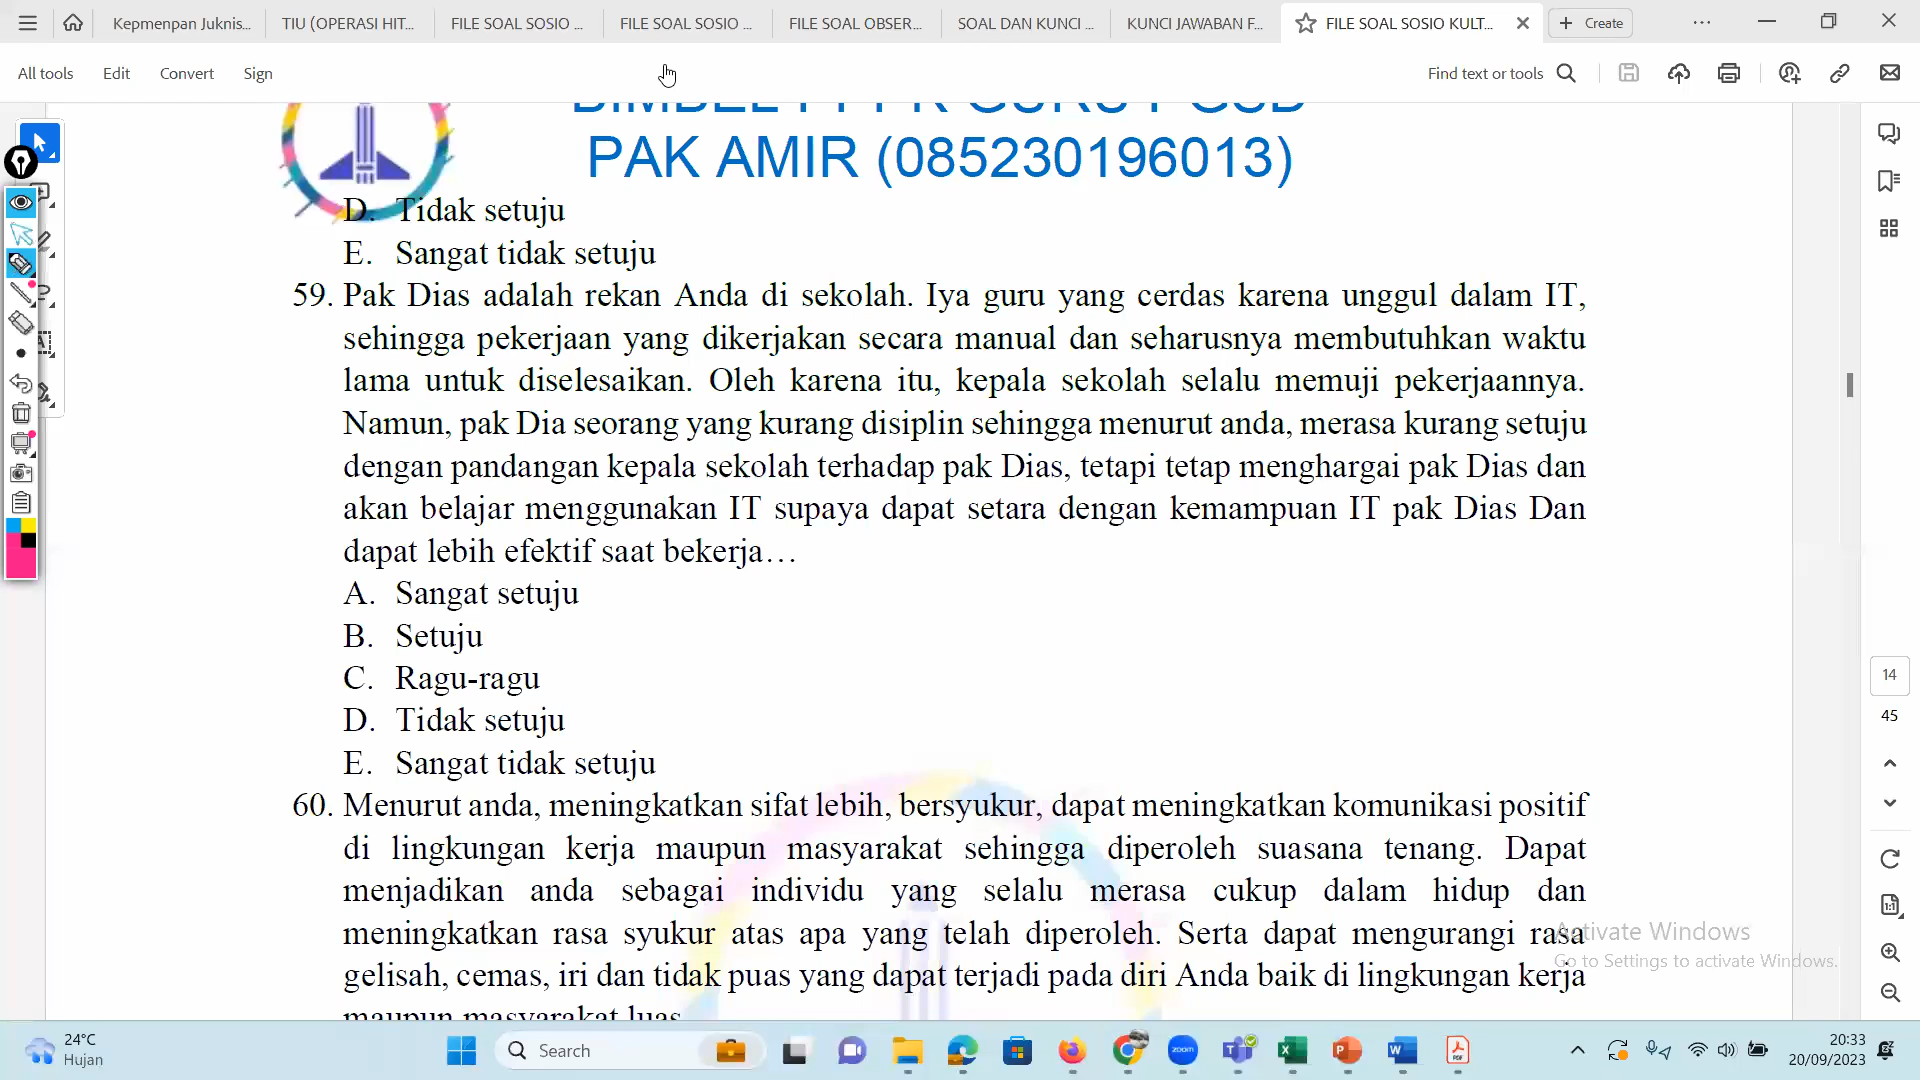 Kepmenpan Juknis...
TIU (OPERASI HIT...
FILE SOAL SOSIO ...
FILE SOAL SOSIO ...
FILE SOAL OBSER...
SOAL DAN KUNCI ...
KUNCI JAWABAN F...
FILE SOAL SOSIO KULT...
Create
All tools
Edit
Convert
Sign
Find text or tools
PAK AMIR (085230196013)
D. Tidak setuju
E. Sangat tidak setuju
59. Pak Dias adalah rekan Anda di sekolah. Iya guru yang cerdas karena unggul dalam IT,
sehingga pekerjaan yang dikerjakan secara manual dan seharusnya membutuhkan waktu
lama untuk diselesaikan. Oleh karena itu, kepala sekolah selalu memuji pekerjaannya.
Namun, pak Dia seorang yang kurang disiplin sehingga menurut anda, merasa kurang setuju
dengan pandangan kepala sekolah terhadap pak Dias, tetapi tetap menghargai pak Dias dan
akan belajar menggunakan IT supaya dapat setara dengan kemampuan IT pak Dias Dan
dapat lebih efektif saat bekerja…
A. Sangat setuju
B. Setuju
C. Ragu-ragu
D. Tidak setuju
E. Sangat tidak setuju
60. Menurut anda, meningkatkan sifat lebih, bersyukur, dapat meningkatkan komunikasi positif
di lingkungan kerja maupun masyarakat sehingga diperoleh suasana tenang. Dapat
menjadikan anda sebagai individu yang selalu merasa cukup dalam hidup dan
meningkatkan rasa syukur atas apa yang telah diperoleh. Serta dapat mengurangi rasa
gelisah, cemas, iri dan tidak puas yang dapat terjadi pada diri Anda baik di lingkungan kerja
maupun masyarakat luas
14
45
Activate Windows
Go to Settings to activate Windows.
24°C
Hujan
Search
zoom
20:33
20/09/2023